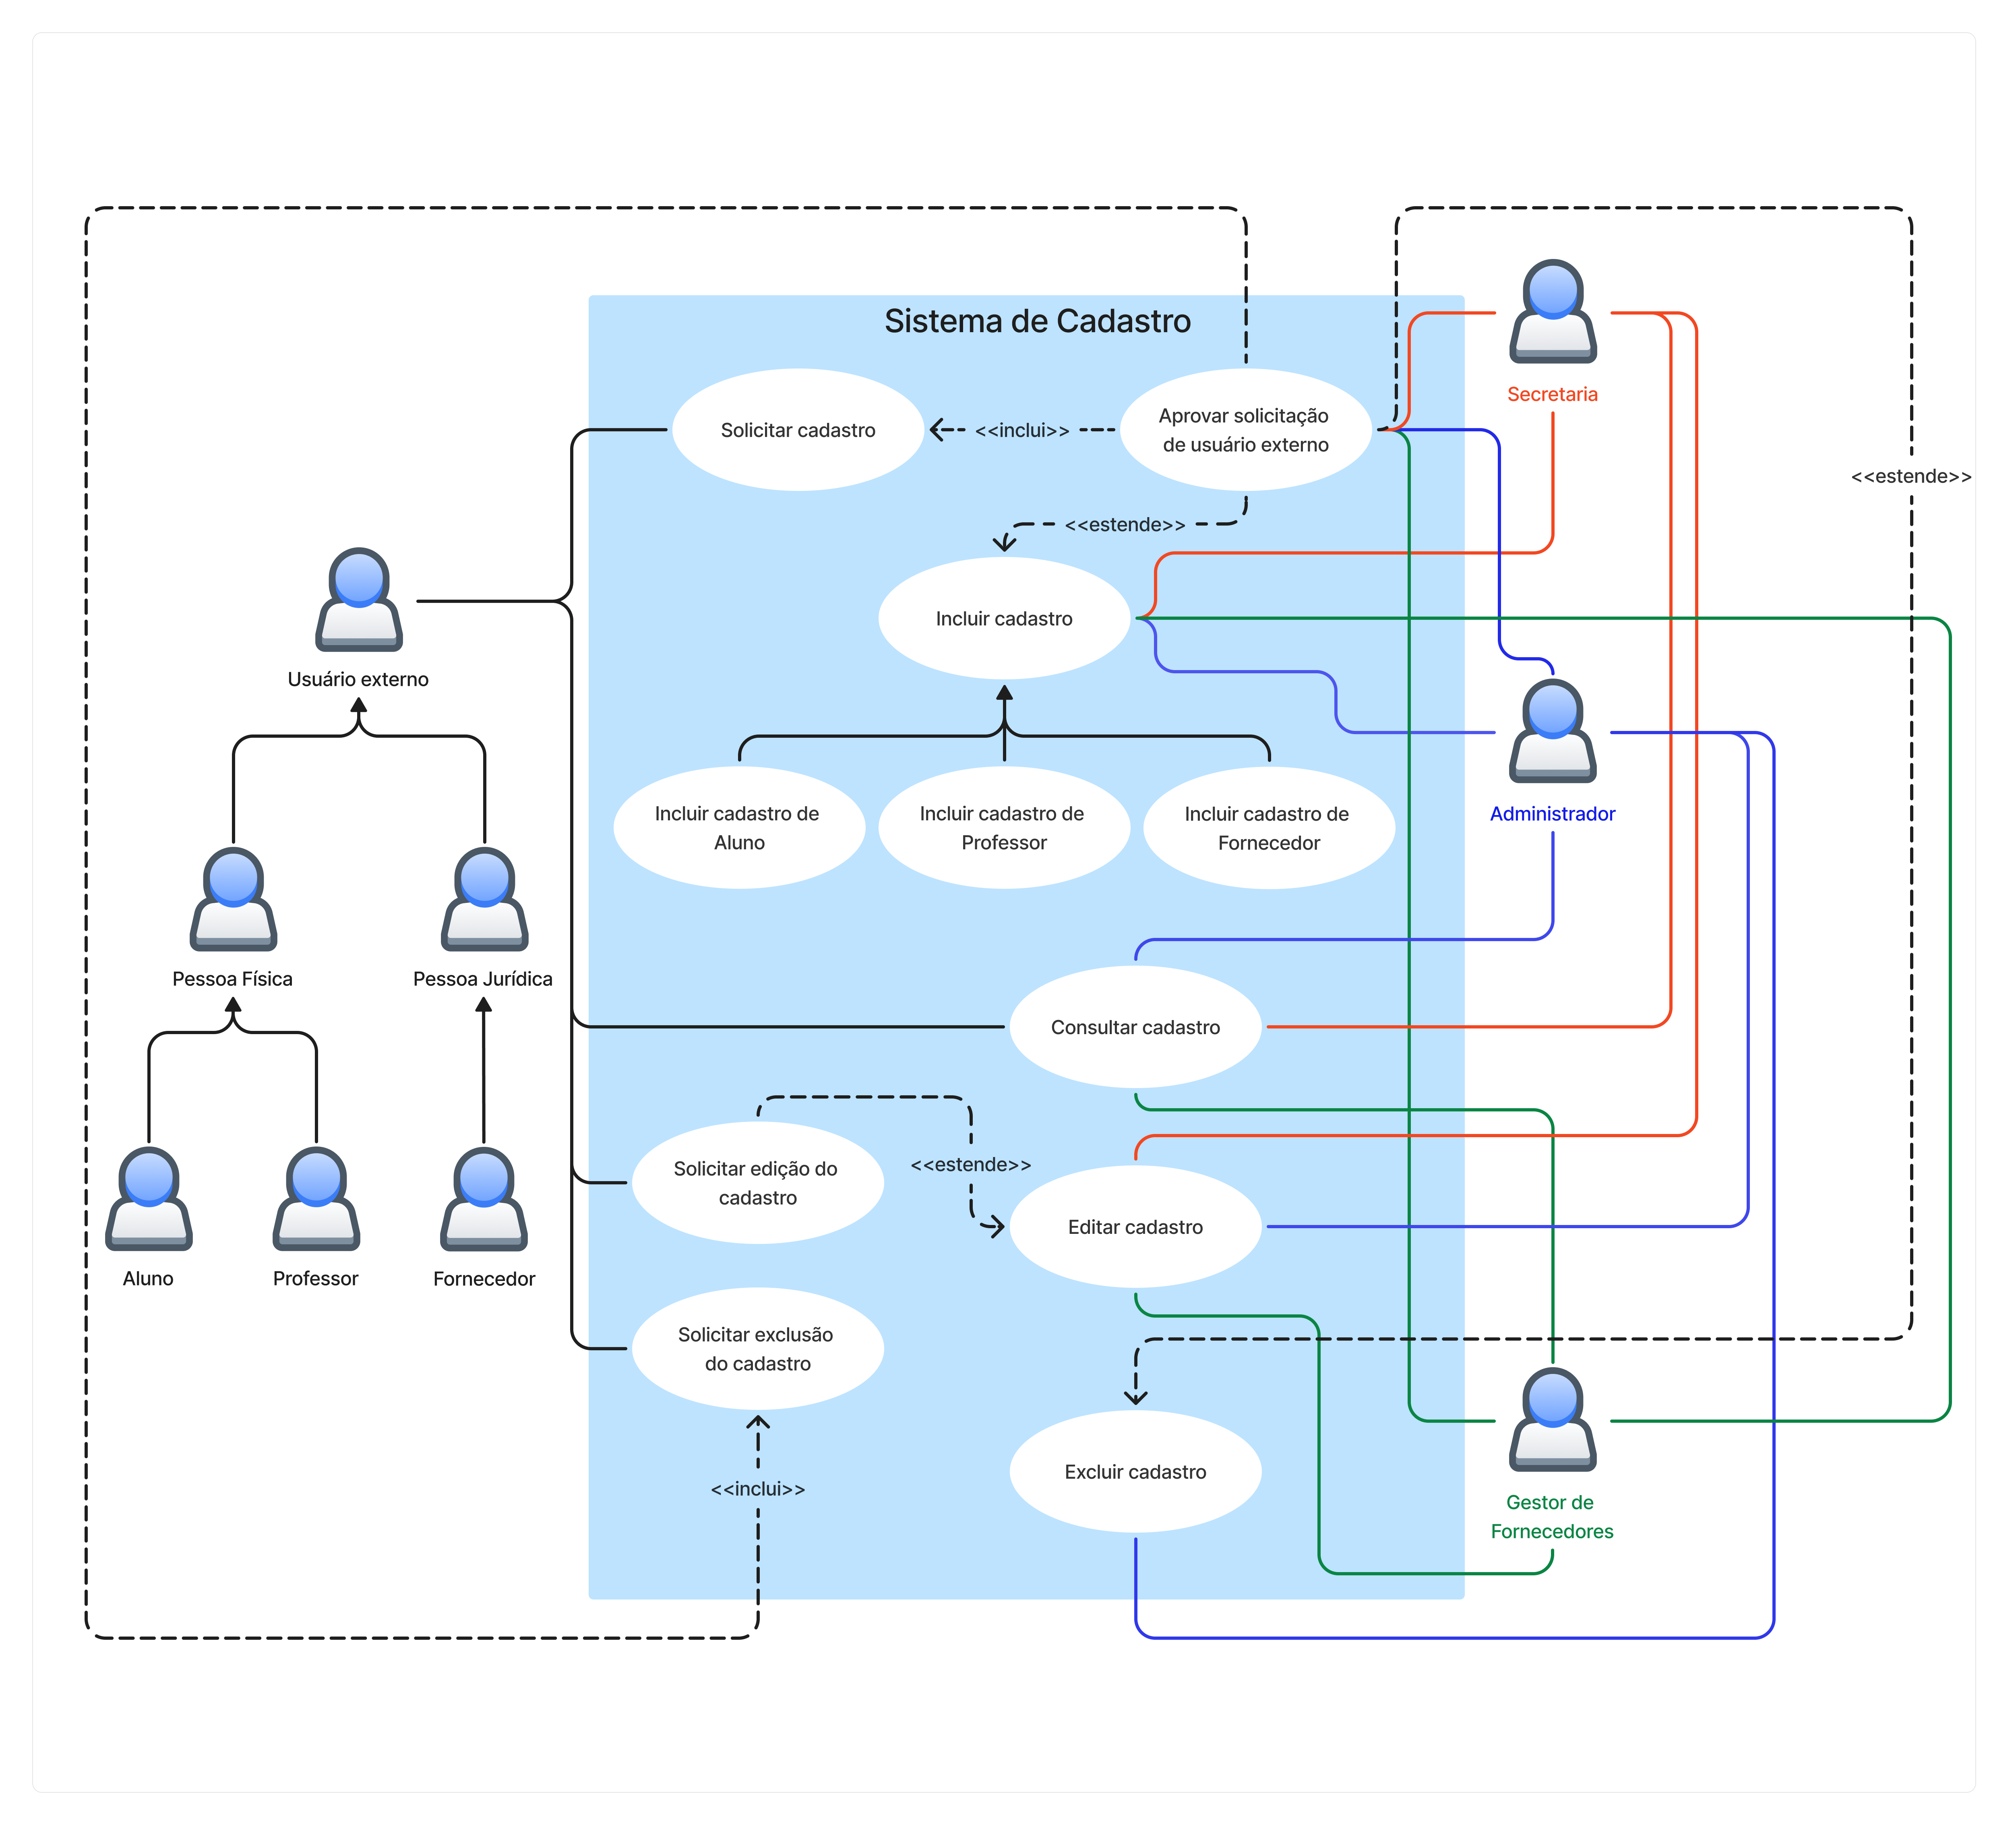 Sistema de Cadastro
Secretaria
Solicitar cadastro
<<inclui>>
Aprovar solicitação
de usuário externo
<<estende>>
<<estende>>
Incluir cadastro
Usuário externo
Incluir cadastro de
Aluno
Incluir cadastro de
Professor
Incluir cadastro de
Fornecedor
Administrador
Pessoa Física
Pessoa Jurídica
Consultar cadastro
Solicitar edição do
cadastro
<<estende>>
Editar cadastro
Aluno
Professor
Fornecedor
Solicitar exclusão
do cadastro
Excluir cadastro
<<inclui>>
Gestor de
Fornecedores